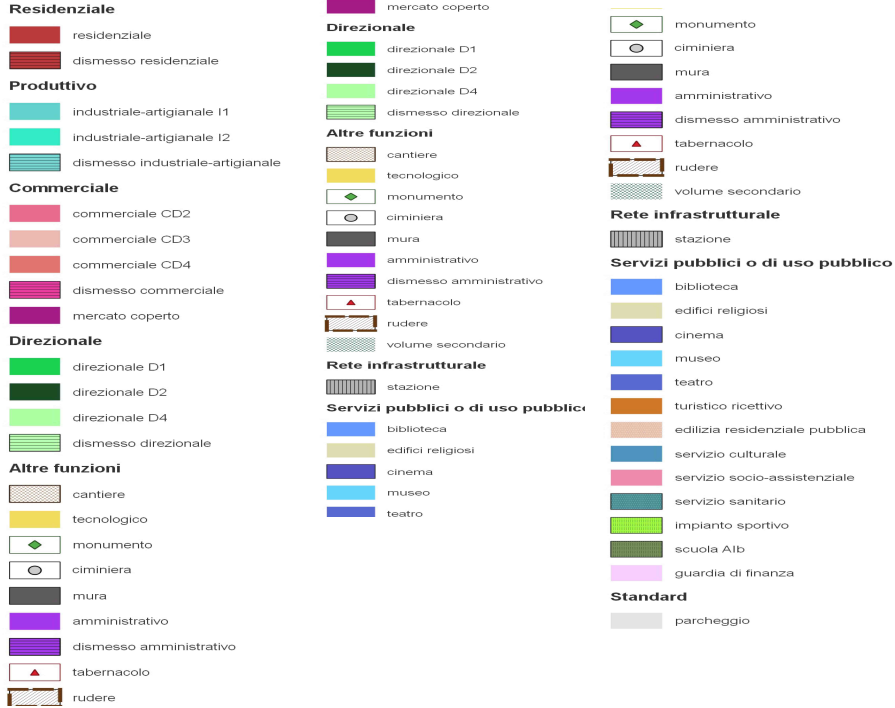 Residenziale
residenziale
dismesso residenziale
Produttivo
industriale-artigianale I1
industriale-artigianale I2
dismesso industriale-artigianale
Commerciale
commerciale CD2
commerciale CD3
commerciale CD4
dismesso commerciale
mercato coperto
Direzionale
direzionale D1
direzionale D2
direzionale D4
dismesso direzionale
Altre funzioni
cantiere
tecnologico
monumento
ciminiera
mura
amministrativo
dismesso amministrativo
tabernacolo
rudere
mercato coperto
Direzionale
direzionale D1
direzionale D2
direzionale D4
dismesso direzionale
Altre funzioni
cantiere
tecnologico
monumento
ciminiera
mura
amministrativo
dismesso amministrativo
tabernacolo
rudere
volume secondario
Rete infrastrutturale
stazione
Servizi pubblici o di uso pubblico
biblioteca
edifici religiosi
cinema
museo
teatro
monumento
ciminiera
mura
amministrativo
dismesso amministrativo
tabernacolo
rudere
volume secondario
Rete infrastrutturale
stazione
Servizi pubblici o di uso pubblico
biblioteca
edifici religiosi
cinema
museo
teatro
turistico ricettivo
edilizia residenziale pubblica
servizio culturale
servizio socio-assistenziale
servizio sanitario
impianto sportivo
scuola Alb
guardia di finanza
Standard
parcheggio